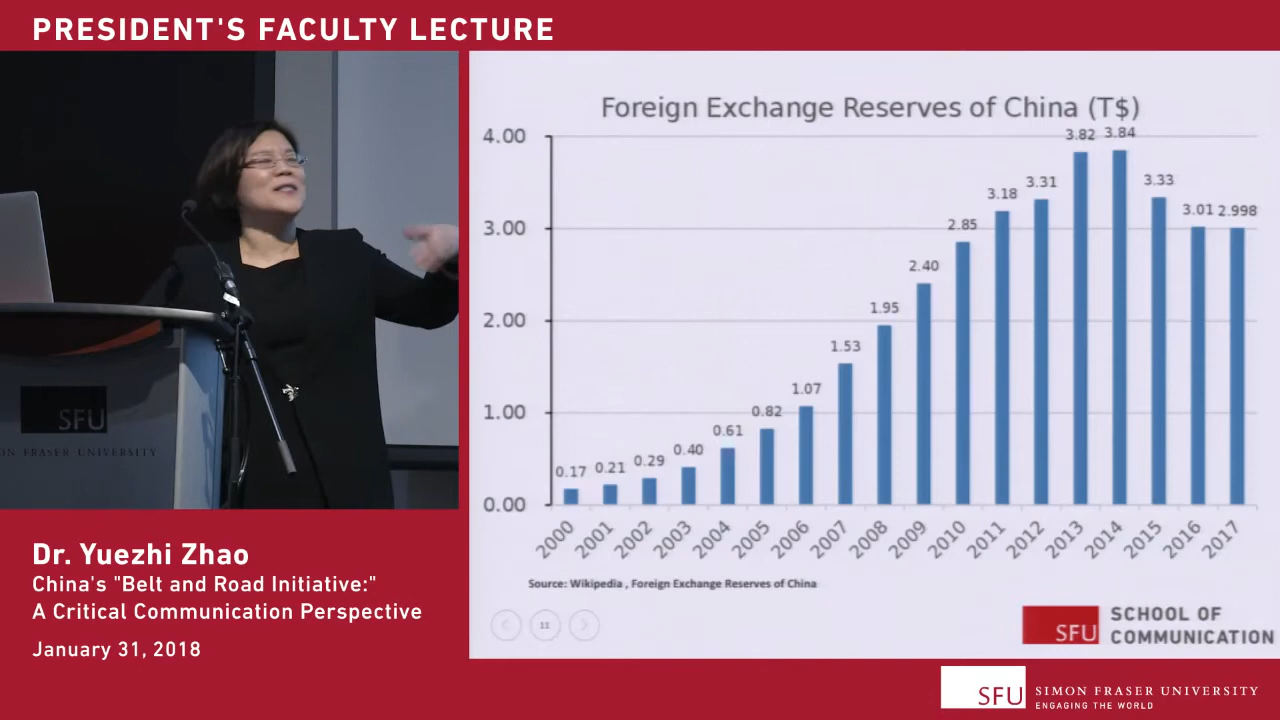 PRESIDENT'S FACULTY LECTURE
Foreign Exchange Reserves of China (T$)
4.00
3.00
2.00
1.00
0.00
0.17
0.21
0.29
0.40
0.61
0.82
1.07
1.53
1.95
2.40
2.85
3.18
3.31
3.82
3.84
3.33
3.01
2.998
2000
2001
2002
2003
2004
2005
2006
2007
2008
2009
2010
2011
2012
2013
2014
2015
2016
2017
Source: Wikipedia , Foreign Exchange Reserves of China
11
SFU
SCHOOL OF
COMMUNICATION
SFU
ON FRASER UNIVERSITY
Dr. Yuezhi Zhao
China's "Belt and Road Initiative:"
A Critical Communication Perspective
January 31, 2018
SFU
SIMON FRASER UNIVERSITY
ENGAGING THE WORLD